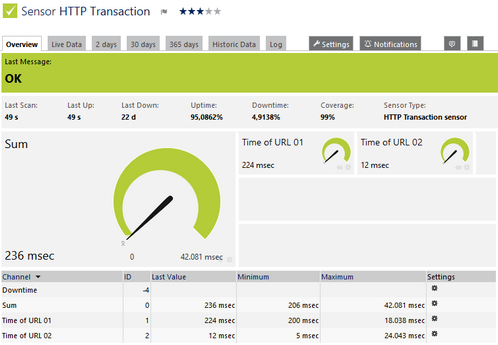 Sensor HTTP Transaction
Overview Live Data 2 days 30 days 365 days Historic Data Log Settings Notifications
Last Message:
OK
Last Scan: Last Up: Last Down: Uptime: Downtime: Coverage: Sensor Type:
49 s 49 s 22 d 95,0862% 4,9138% 99% HTTP Transaction sensor
Sum
Time of URL 01 Time of URL 02
224 msec 12 msec
236 msec 0 42.081 msec
Channel ID Last Value Minimum Maximum Settings
Downtime -4
Sum 0 236 msec 206 msec 42.081 msec
Time of URL 01 1 224 msec 200 msec 18.038 msec
Time of URL 02 2 12 msec 5 msec 24.043 msec